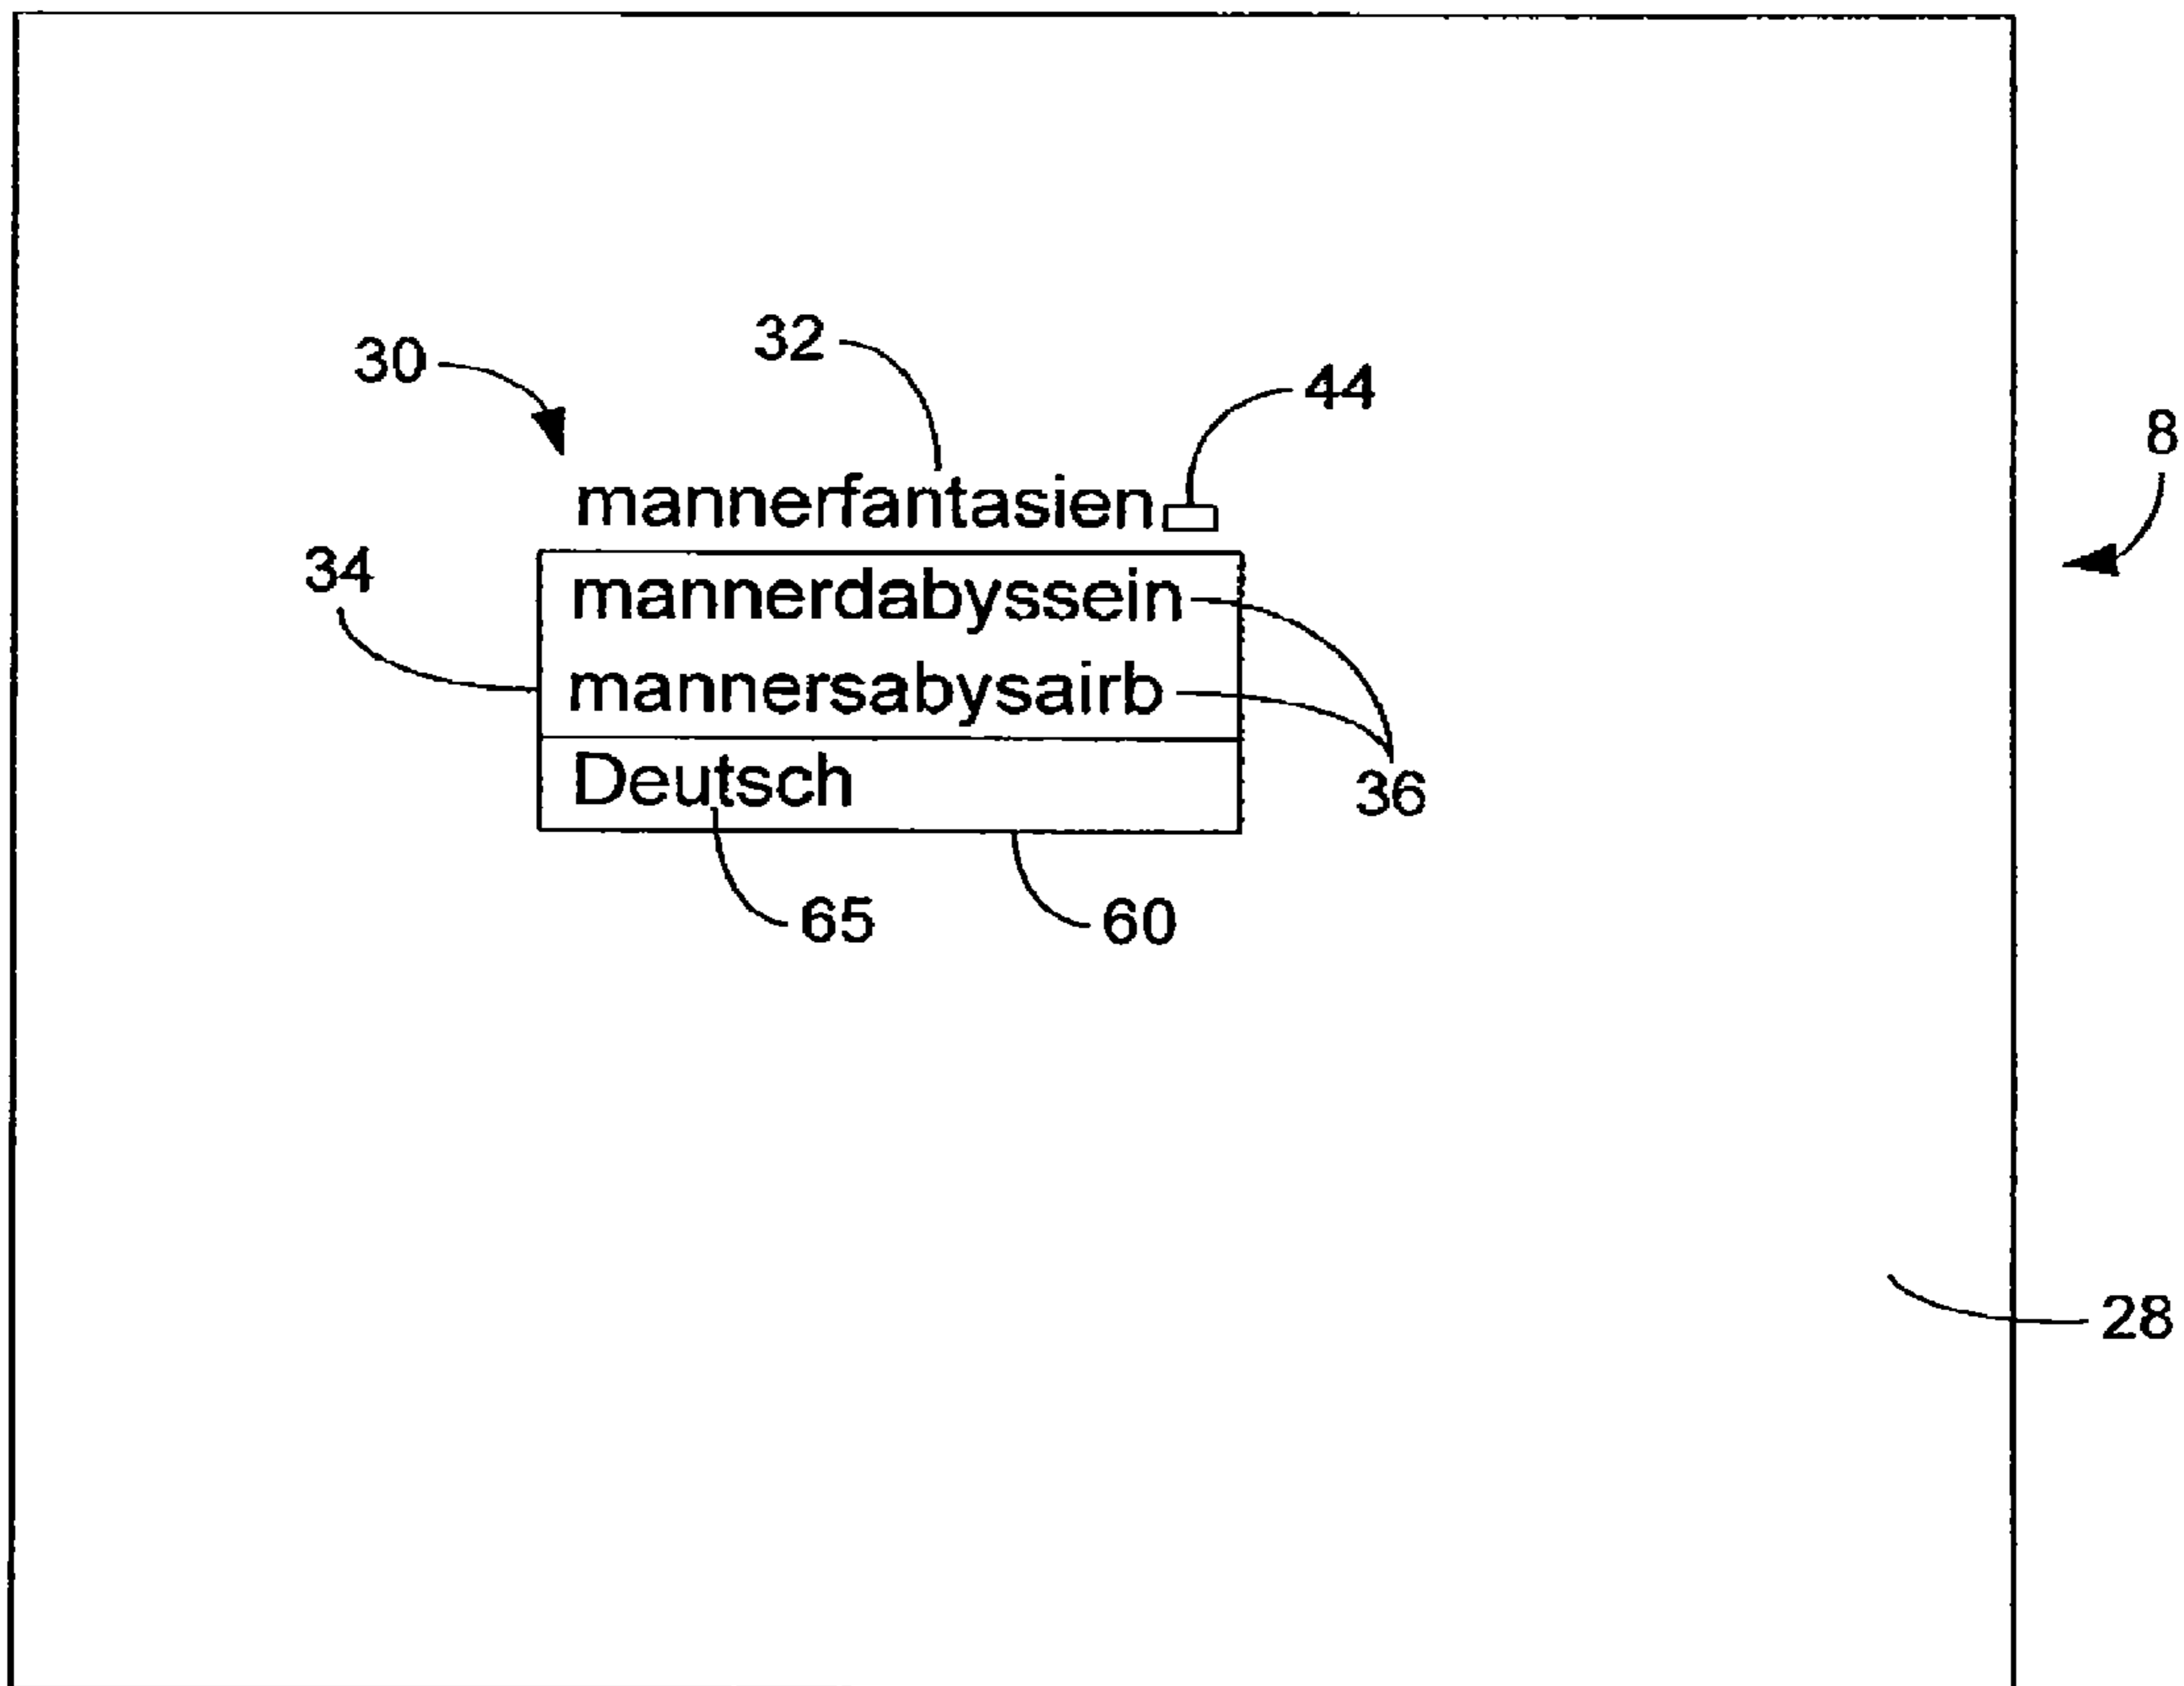 32
30
44
8
mannerfantasien
34
mannerdabyssein
mannersabysairb
Deutsch
36
65
60
28